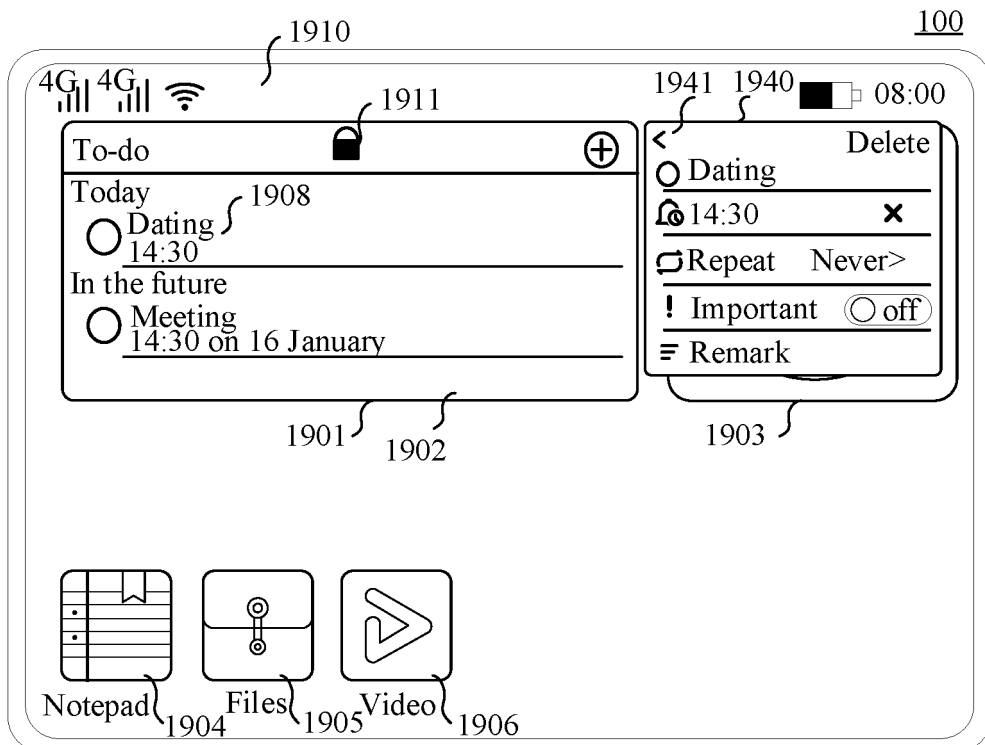 100
1910
4G 4G 08:00
1911 1941 1940
To-do
Today
1908
Dating
14:30
In the future
Meeting
14:30 on 16 January
1901
1902
< Delete
Dating
14:30 ×
Repeat Never>
! Important off
Remark
1903
Notepad Files Video
1904 1905 1906